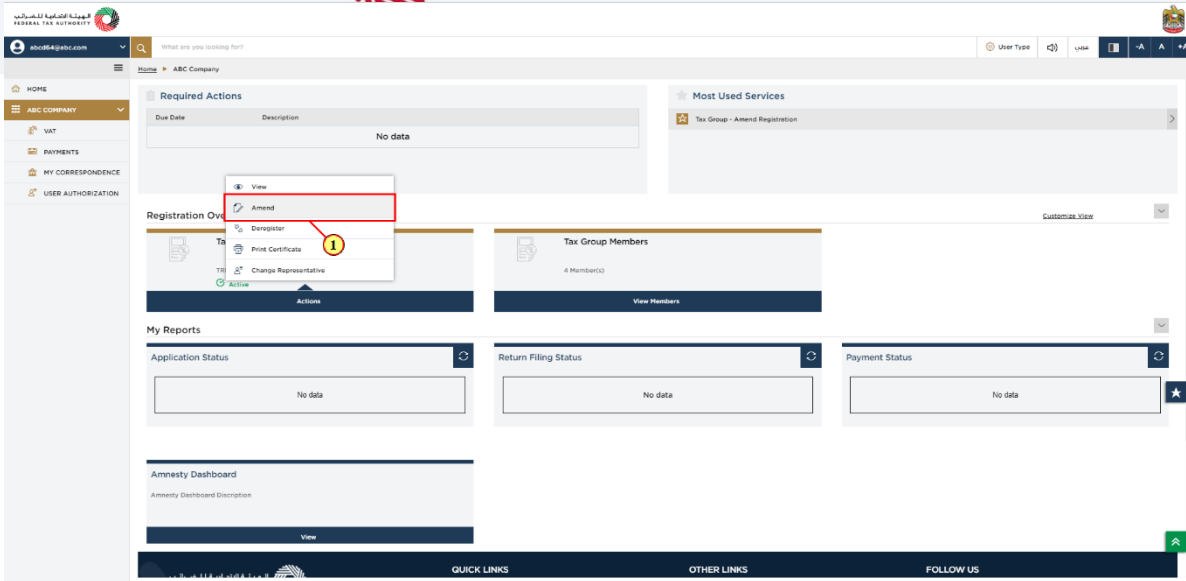 الهيئة الاتحادية للضرائب
FEDERAL TAX AUTHORITY
abcd64@abc.com
What are you looking for?
User Type
عربي
-A
A
+A
Home
ABC Company
HOME
ABC COMPANY
VAT
PAYMENTS
MY CORRESPONDENCE
USER AUTHORIZATION
Required Actions
Due Date
Description
No data
Most Used Services
Tax Group - Amend Registration
View
Amend
Deregister
Print Certificate
Change Representative
1
Registration
Customize View
Active
Actions
Tax Group Members
4 Member(s)
View Members
My Reports
Application Status
No data
Return Filing Status
No data
Payment Status
No data
Amnesty Dashboard
Amnesty Dashboard Discription
View
QUICK LINKS
OTHER LINKS
FOLLOW US